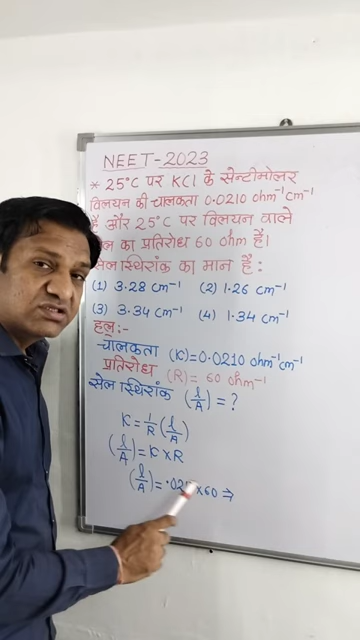 NEET-2023
* 25°C पर KCl के सेन्टीमोलर
विलयन की चालकता 0.0210 ohm⁻¹cm⁻¹
है और 25°C पर विलयन वाले
का प्रतिरोध 60 ohm है।
सेल स्थिरांक का मान है:
(1) 3.28 cm⁻¹ (2) 1.26 cm⁻¹
(3) 3.34 cm⁻¹ (4) 1.34 cm⁻¹
हल:-
चालकता (K)=0.0210 ohm⁻¹cm⁻¹
प्रतिरोध (R) = 60 ohm⁻¹
सेल स्थिरांक (l/A) = ?
K = 1/R (l/A)
(l/A) = K × R
(l/A) = ×60 ⇒